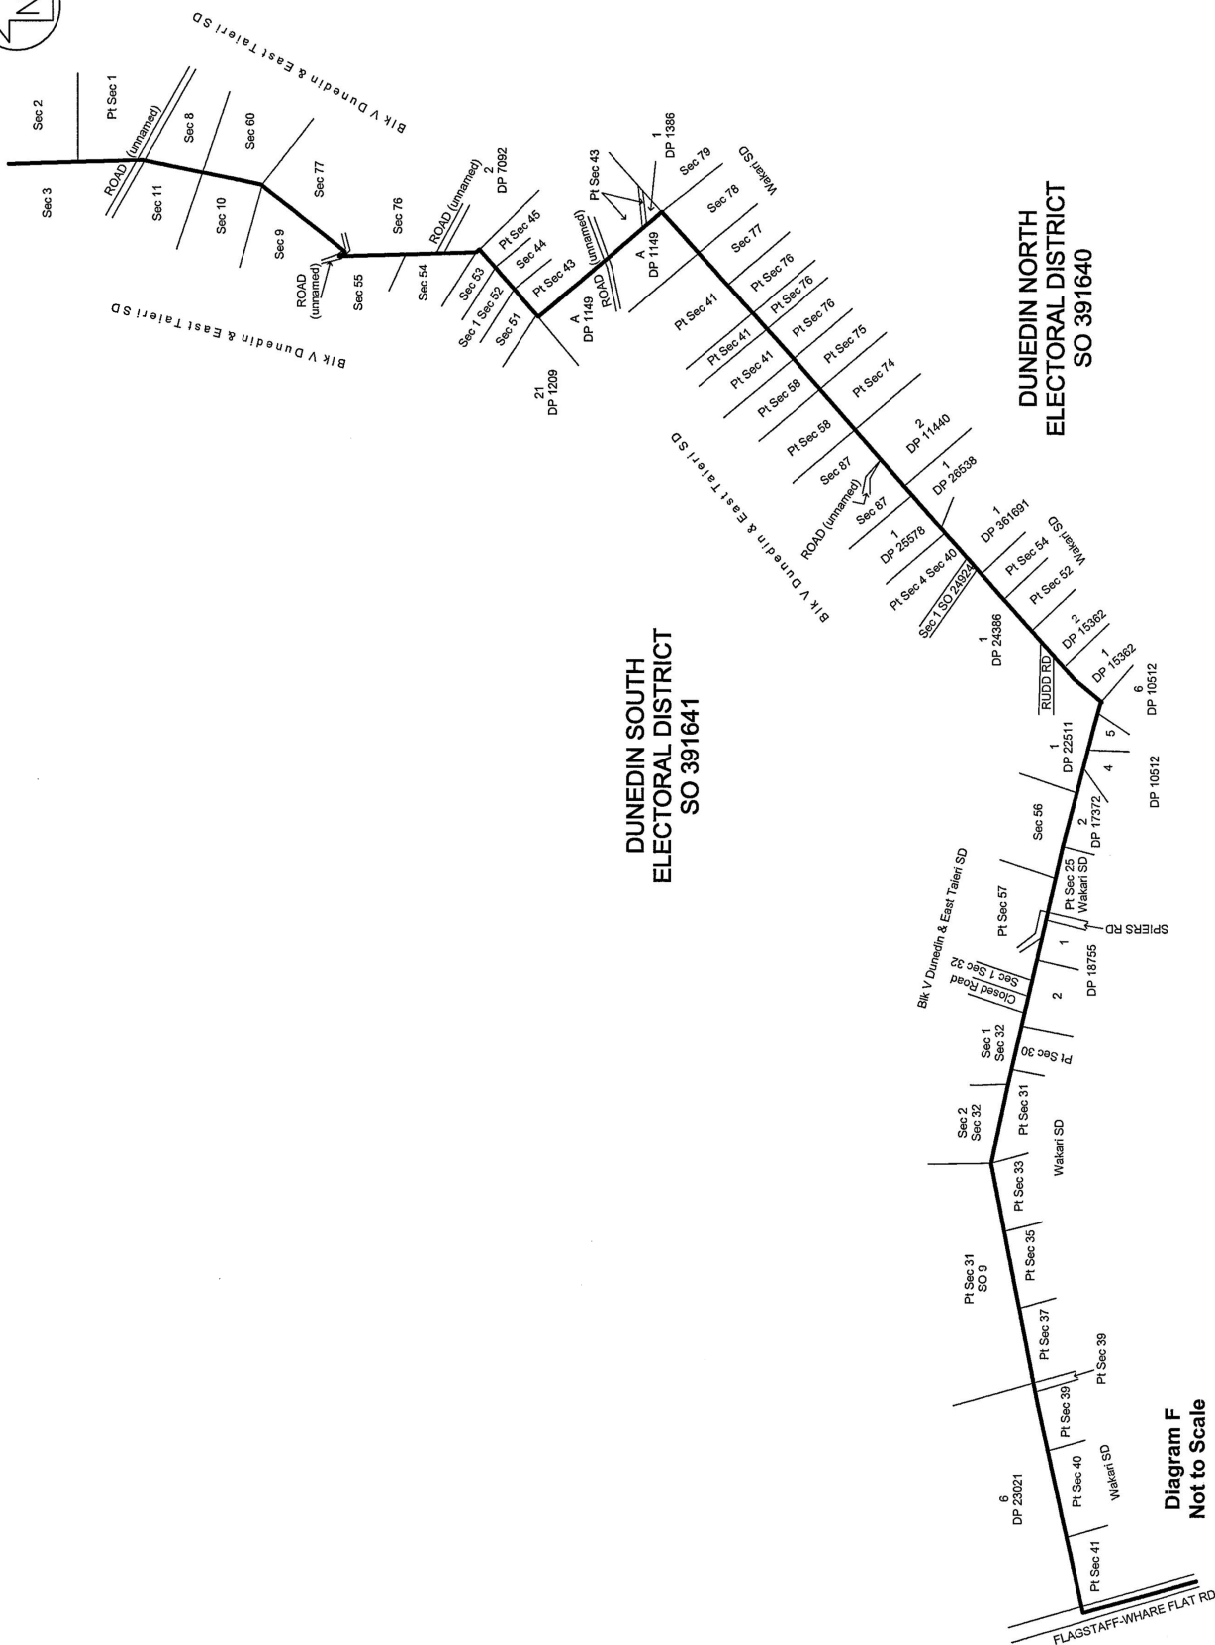 N
Sec 2
Pt Sec 1
Sec 3
ROAD (unnamed)
Sec 8
Sec 11
Sec 60
Sec 10
Sec 77
Sec 9
Blk V Dunedin & East Taieri SD
Sec 76
ROAD
(unnamed)
Sec 55
Sec 54
ROAD (unnamed)
2
DP 7092
Blk V Dunedin & East Taieri SD
Pt Sec 45
Sec 53
Sec 44
Sec 1 Sec 52
Pt Sec 43
Sec 51
21
DP 1209
A
DP 1149
ROAD (unnamed)
Pt Sec 43
A
DP 1149
1
DP 1386
Sec 79
Sec 78
Wakari SD
Sec 77
Pt Sec 76
Pt Sec 76
Pt Sec 76
Pt Sec 75
Pt Sec 74
Pt Sec 41
Pt Sec 41
Pt Sec 41
Pt Sec 58
Pt Sec 58
Sec 87
ROAD (unnamed)
Sec 87
2
DP 11440
1
DP 26538
1
DP 25578
1
DP 361691
Pt Sec 4 Sec 40
Sec 1 SO 24924
Pt Sec 54
Wakari SD
Pt Sec 52
1
DP 24386
2
DP 15362
1
DP 15362
RUDD RD
Blk V Dunedin & East Taieri SD
DUNEDIN NORTH
ELECTORAL DISTRICT
SO 391640
DUNEDIN SOUTH
ELECTORAL DISTRICT
SO 391641
6
DP 10512
5
4
DP 10512
1
DP 22511
2
DP 17372
Sec 56
Pt Sec 25
Wakari SD
Pt Sec 57
SPIERS RD
Blk V Dunedin & East Taieri SD
1
2
DP 18755
Sec 1 Sec 32
Closed Road
Sec 1
Sec 32
Pt Sec 30
Sec 2
Sec 32
Pt Sec 31
Wakari SD
Pt Sec 33
Pt Sec 31
SO 9
Pt Sec 35
Pt Sec 37
Pt Sec 39
Pt Sec 39
6
DP 23021
Pt Sec 40
Wakari SD
Pt Sec 41
FLAGSTAFF-WHARE FLAT RD
Diagram F
Not to Scale